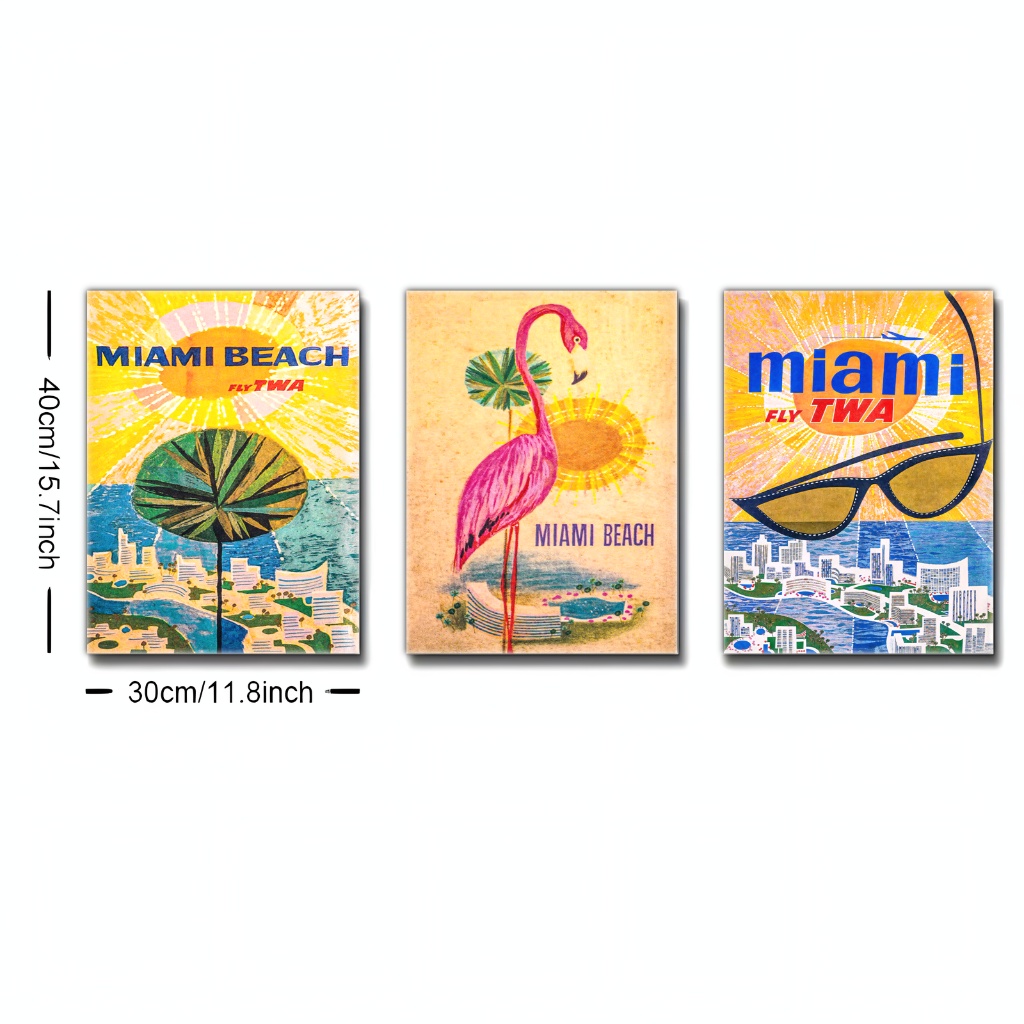 40cm/15.7inch
30cm/11.8inch
MIAMI BEACH
FLY TWA
MIAMI BEACH
miami
FLY TWA